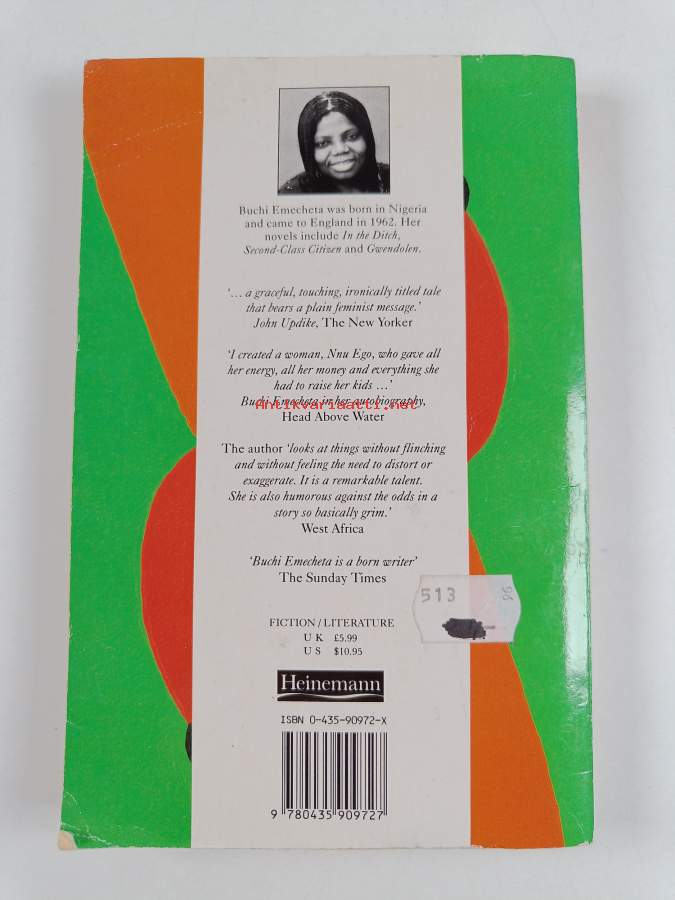 Buchi Emecheta was born in Nigeria
and came to England in 1962. Her
novels include In the Ditch,
Second-Class Citizen and Gwendolen.
‘... a graceful, touching, ironically titled tale
that bears a plain feminist message.’
John Updike, The New Yorker
‘I created a woman, Nnu Ego, who gave all
her energy, all her money and everything she
had to raise her kids ...’
Buchi Emecheta in her autobiography,
Antikvariaatti.net
Head Above Water
The author ‘looks at things without flinching
and without feeling the need to distort or
exaggerate. It is a remarkable talent.
She is also humorous against the odds in a
story so basically grim.’
West Africa
‘Buchi Emecheta is a born writer’
The Sunday Times
513 96
FICTION/LITERATURE
UK £5.99
US $10.95
Heinemann
ISBN 0-435-90972-X
9 780435 909727